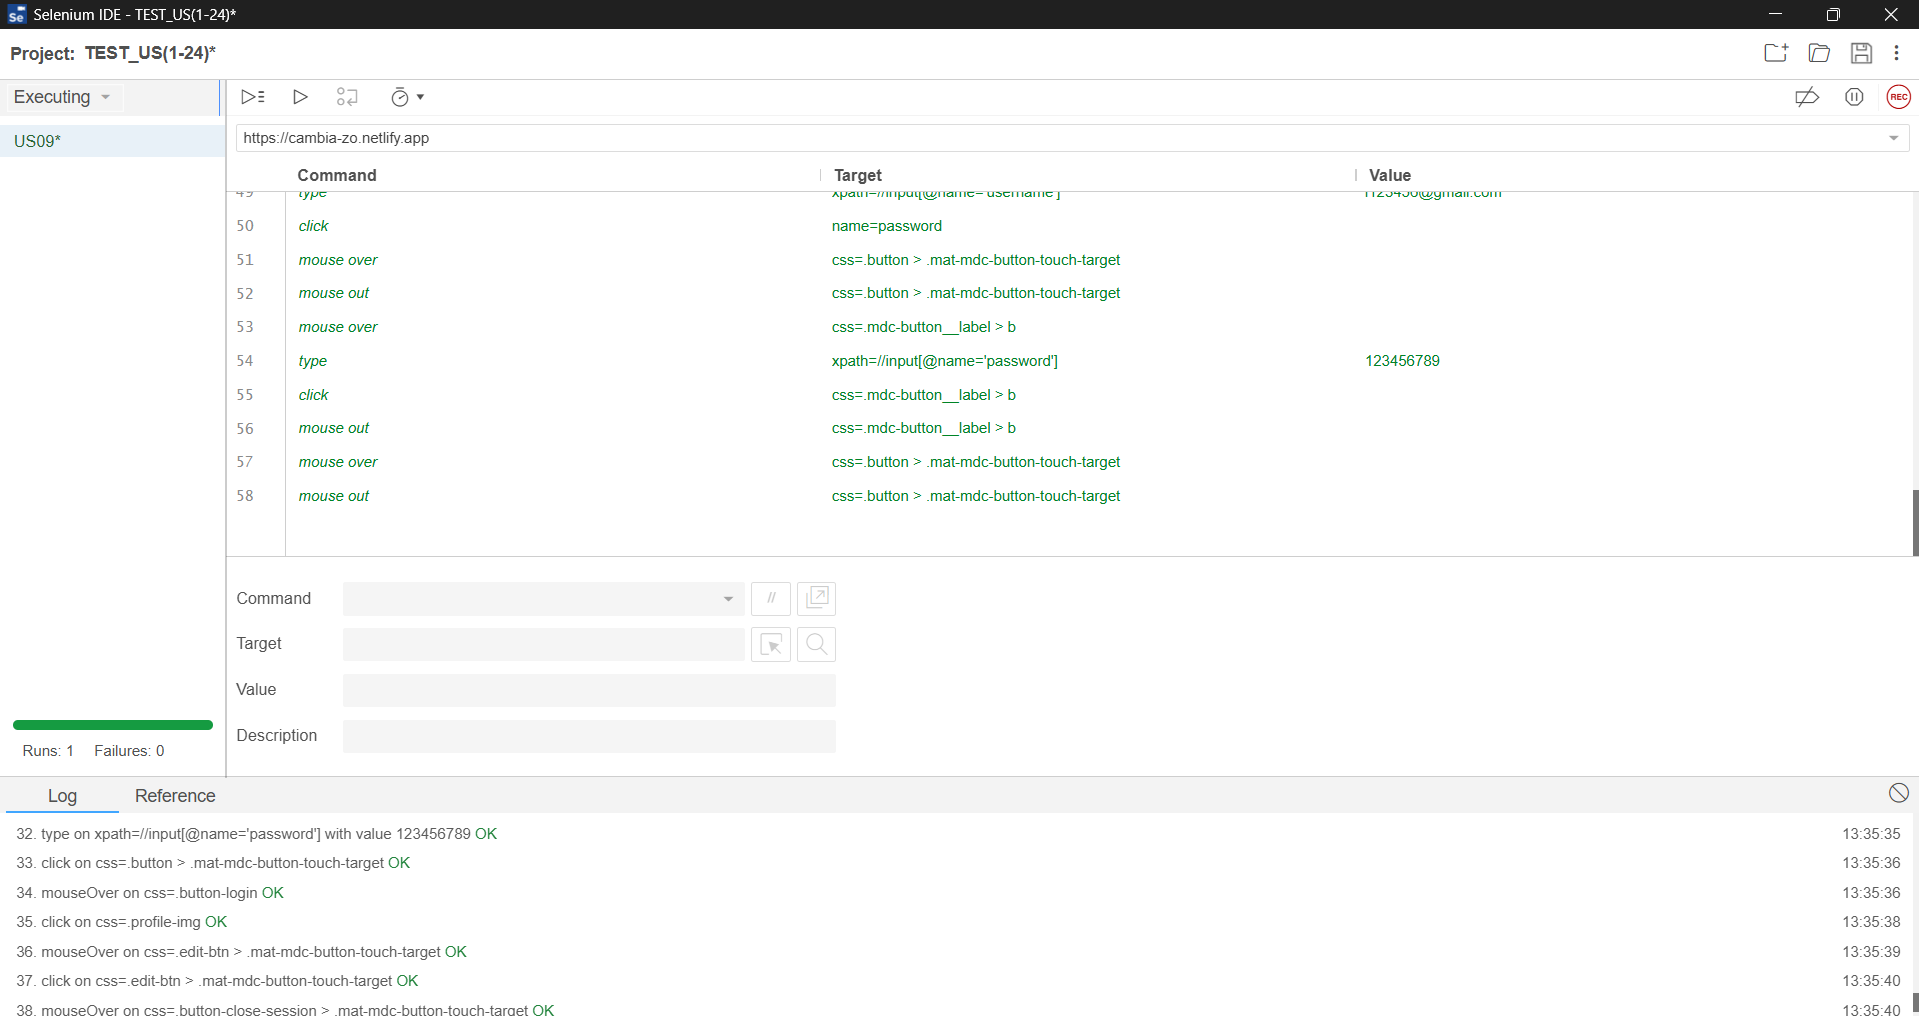 Selenium IDE - TEST_US(1-24)*
Project: TEST_US(1-24)*
Executing
REC
US09*
https://cambia-zo.netlify.app
Command Target Value
49 type xpath=//input[@name='username']
50 click name=password
51 mouse over css=.button > .mat-mdc-button-touch-target
52 mouse out css=.button > .mat-mdc-button-touch-target
53 mouse over css=.mdc-button__label > b
54 type xpath=//input[@name='password'] 123456789
55 click css=.mdc-button__label > b
56 mouse out css=.mdc-button__label > b
57 mouse over css=.button > .mat-mdc-button-touch-target
58 mouse out css=.button > .mat-mdc-button-touch-target
Command //
Target
Value
Description
Runs: 1 Failures: 0
Log Reference
32. type on xpath=//input[@name='password'] with value 123456789 OK 13:35:35
33. click on css=.button > .mat-mdc-button-touch-target OK 13:35:36
34. mouseOver on css=.button-login OK 13:35:36
35. click on css=.profile-img OK 13:35:38
36. mouseOver on css=.edit-btn > .mat-mdc-button-touch-target OK 13:35:39
37. click on css=.edit-btn > .mat-mdc-button-touch-target OK 13:35:40
38. mouseOver on css=.button-close-session > .mat-mdc-button-touch-target OK 13:35:40